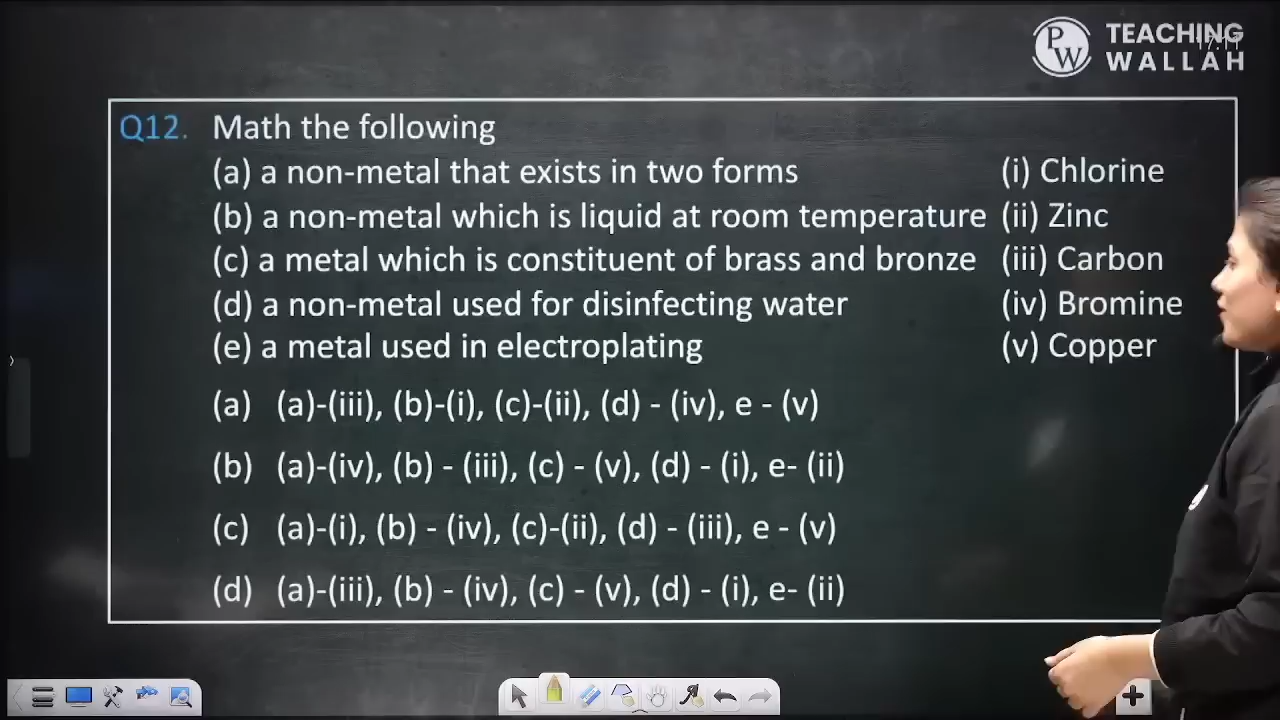 PW
TEACHING
WALLAH
17:11
Q12. Math the following
(a) a non-metal that exists in two forms (i) Chlorine
(b) a non-metal which is liquid at room temperature (ii) Zinc
(c) a metal which is constituent of brass and bronze (iii) Carbon
(d) a non-metal used for disinfecting water (iv) Bromine
(e) a metal used in electroplating (v) Copper
(a) (a)-(iii), (b)-(i), (c)-(ii), (d) - (iv), e - (v)
(b) (a)-(iv), (b) - (iii), (c) - (v), (d) - (i), e- (ii)
(c) (a)-(i), (b) - (iv), (c)-(ii), (d) - (iii), e - (v)
(d) (a)-(iii), (b) - (iv), (c) - (v), (d) - (i), e- (ii)